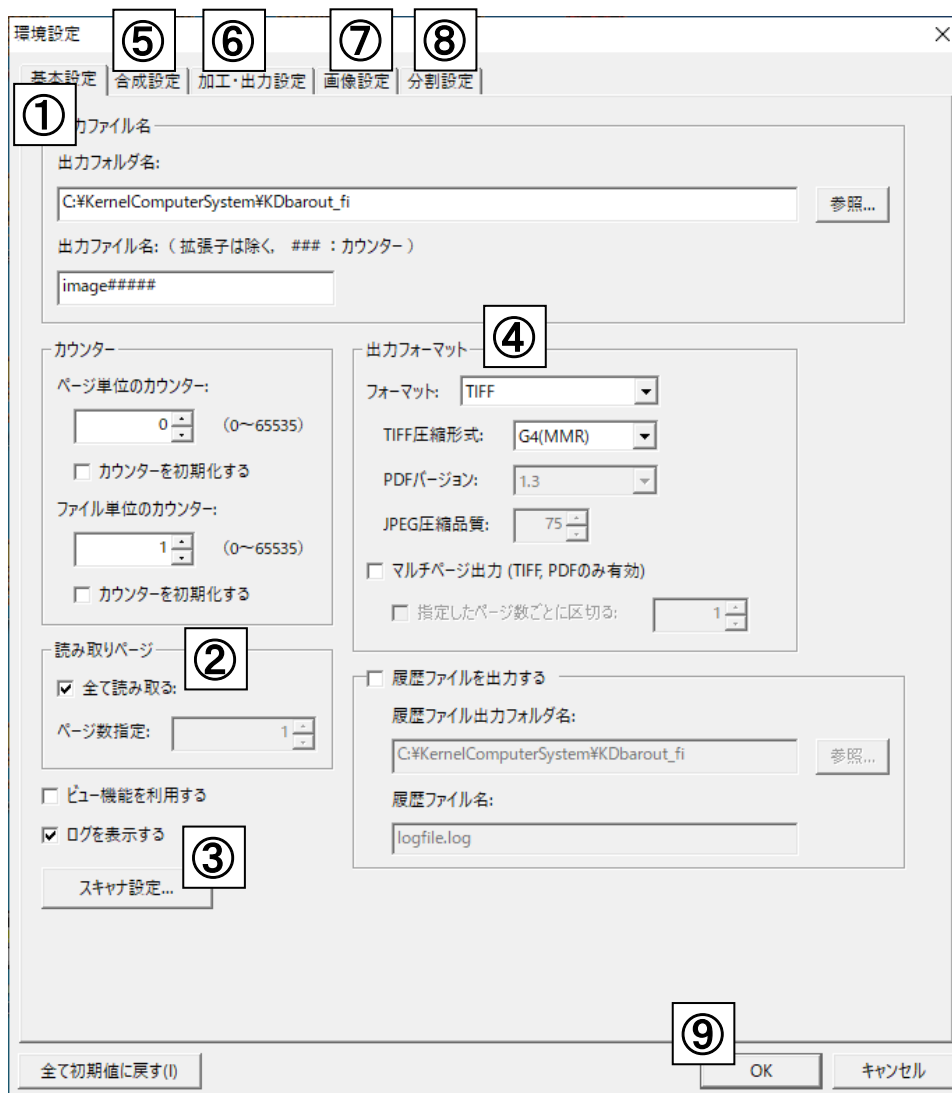 環境設定
⑤ ⑥ ⑦ ⑧
基本設定 合成設定 加工・出力設定 画像設定 分割設定
①
力ファイル名
出力フォルダ名:
C:¥KernelComputerSystem¥KDbarout_fi 参照...
出力ファイル名: ( 拡張子は除く, ### : カウンター )
image#####
カウンター
ページ単位のカウンター:
0 (0～65535)
カウンターを初期化する
ファイル単位のカウンター:
1 (0～65535)
カウンターを初期化する
出力フォーマット ④
フォーマット: TIFF
TIFF圧縮形式: G4(MMR)
PDFバージョン: 1.3
JPEG圧縮品質: 75
マルチページ出力 (TIFF, PDFのみ有効)
指定したページ数ごとに区切る: 1
読み取りページ ②
全て読み取る:
ページ数指定: 1
ビュー機能を利用する
ログを表示する
③
スキャナ設定...
履歴ファイルを出力する
履歴ファイル出力フォルダ名:
C:¥KernelComputerSystem¥KDbarout_fi 参照...
履歴ファイル名:
logfile.log
⑨
全て初期値に戻す(I) OK キャンセル